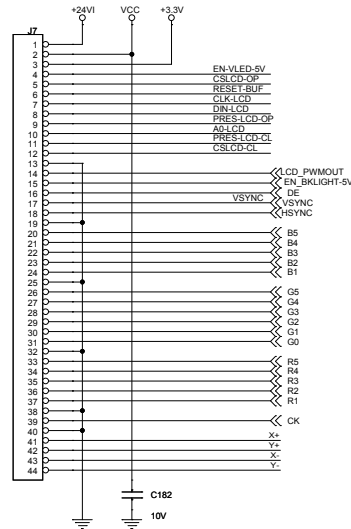 +24VI VCC +3.3V
J7
1
2
3
4 EN-VLED-5V
5 CSLCD-OP
6 RESET-BUF
7 CLK-LCD
8 DIN-LCD
9 PRES-LCD-OP
10 A0-LCD
11 PRES-LCD-CL
12 CSLCD-CL
13
14 LCD_PWMOUT
15 EN_BKLIGHT-5V
16 DE
17 VSYNC VSYNC
18 HSYNC
19
20 B5
21 B4
22 B3
23 B2
24 B1
25
26 G5
27 G4
28 G3
29 G2
30 G1
31 G0
32
33 R5
34 R4
35 R3
36 R2
37 R1
38
39 CK
40
41 X+
42 Y+
43 X-
44 Y-
C182
10V